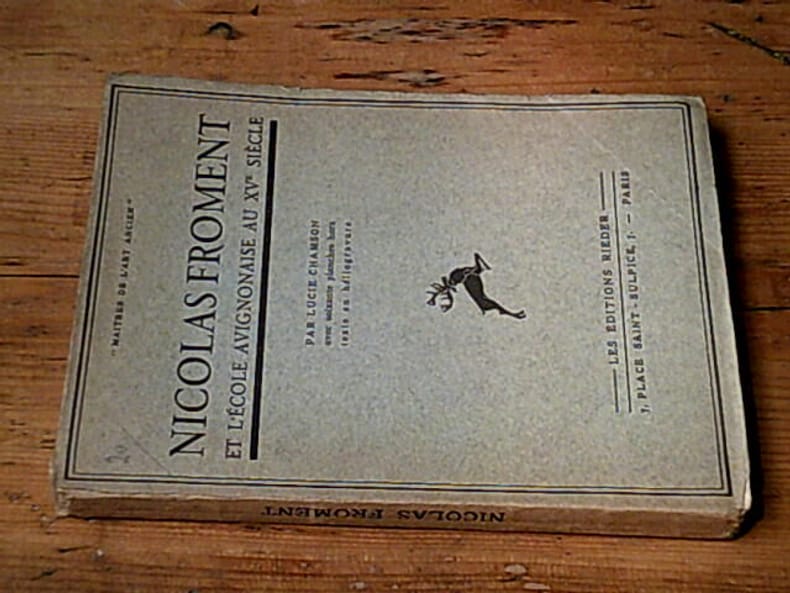 "MAITRES DE L'ART ANCIEN"
NICOLAS FROMENT
ET L'ÉCOLE AVIGNONAISE AU XVᵉ SIÈCLE
PAR LUCIE CHAMSON
avec soixante planches hors
texte en héliogravure
LES EDITIONS RIEDER
7, PLACE SAINT-SULPICE, 7. — PARIS
NICOLAS FROMENT